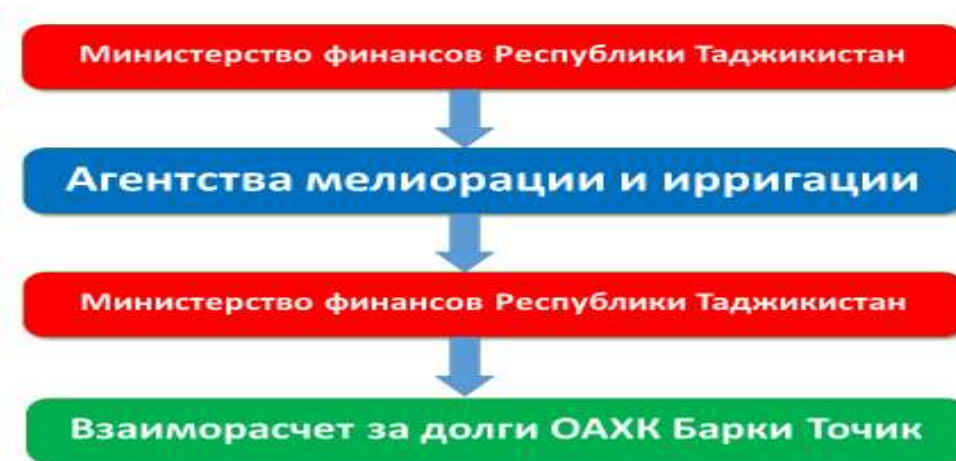 Министерство финансов Республики Таджикистан
Агентства мелиорации и ирригации
Министерство финансов Республики Таджикистан
Взаиморасчет за долги ОАХК Барки Точик